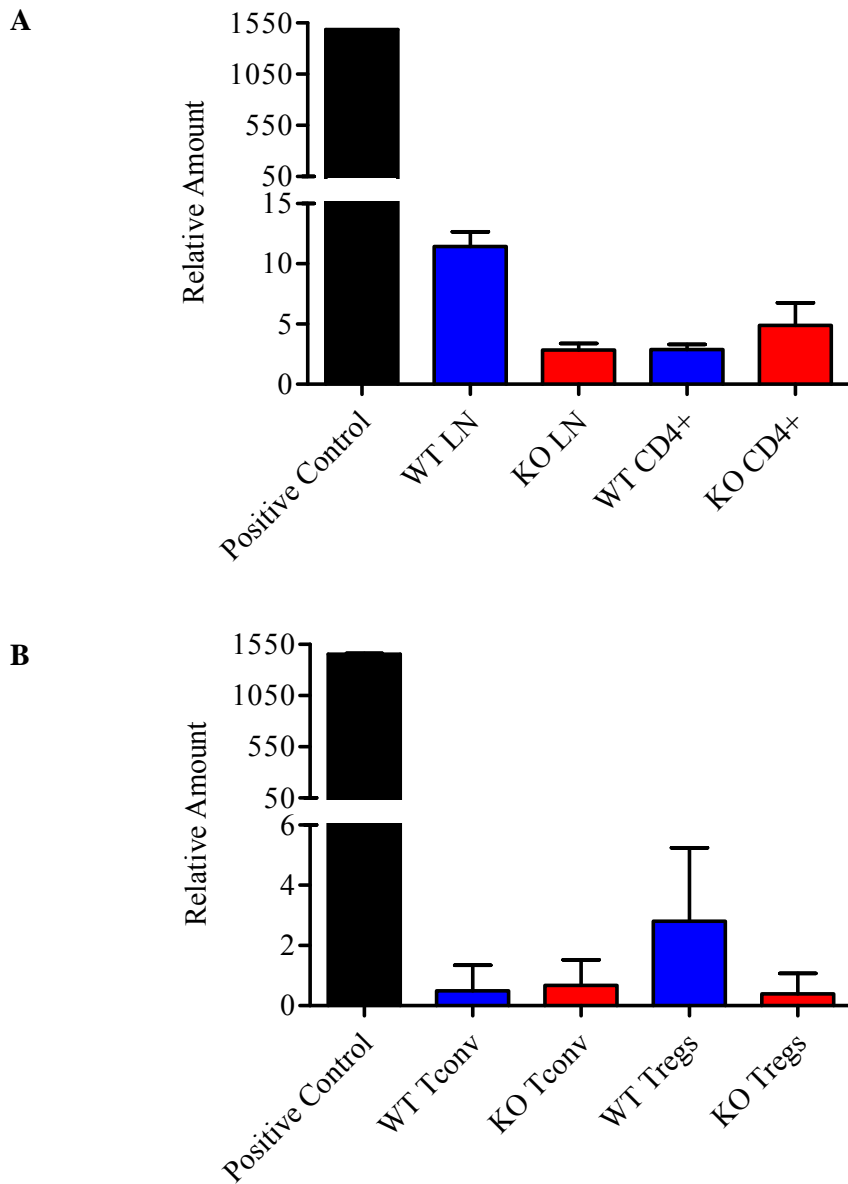 A
Relative Amount
1550
1050
550
50
15
10
5
0
Positive Control
WT LN
KO LN
WT CD4+
KO CD4+
B
Relative Amount
1550
1050
550
50
6
4
2
0
Positive Control
WT Tconv
KO Tconv
WT Tregs
KO Tregs